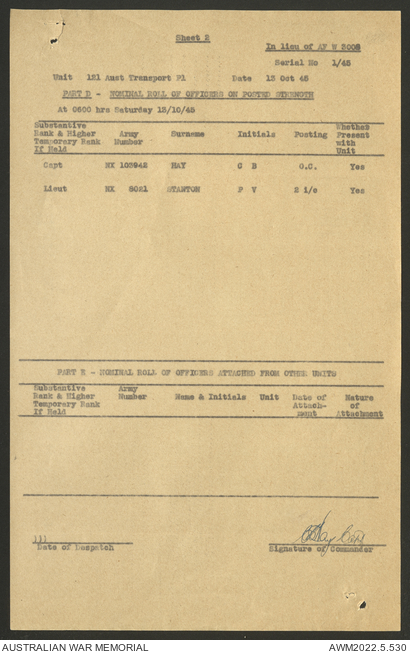 Sheet 2
In lieu of AF W 3008
Serial No 1/45
Unit 121 Aust Transport Pl Date 13 Oct 45
PART D - NOMINAL ROLL OF OFFICERS ON POSTED STRENGTH
At 0600 hrs Saturday 13/10/45
Substantive Rank & Higher Temporary Rank If Held Army Number Surname Initials Posting Whether Present with Unit
Capt NX 103942 HAY C B O.C. Yes
Lieut NX 8021 STANTON F V 2 i/c Yes
PART E - NOMINAL ROLL OF OFFICERS ATTACHED FROM OTHER UNITS
Substantive Rank & Higher Temporary Rank If Held Army Number Name & Initials Unit Date of Attach-ment Nature of Attachment
Hay Capt
Date of Despatch Signature of Commander
AUSTRALIAN WAR MEMORIAL AWM2022.5.530